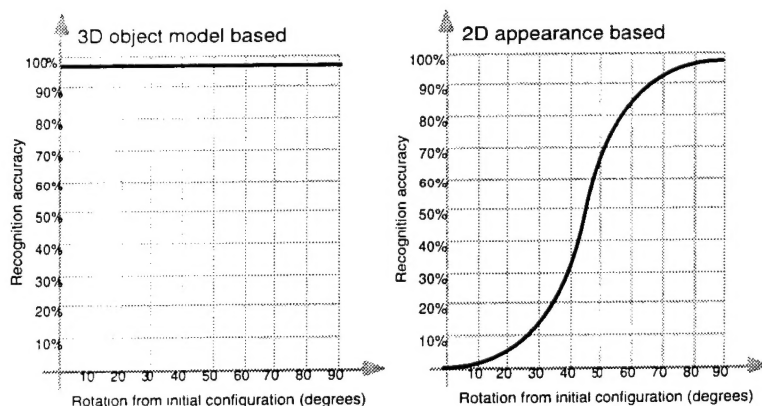 3D object model based
100%
90%
80%
70%
60%
50%
40%
30%
20%
10%
Recognition accuracy
10 20 30 40 50 60 70 80 90
Rotation from initial configuration (degrees)
2D appearance based
100%
90%
80%
70%
60%
50%
40%
30%
20%
10%
Recognition accuracy
10 20 30 40 50 60 70 80 90
Rotation from initial configuration (degrees)